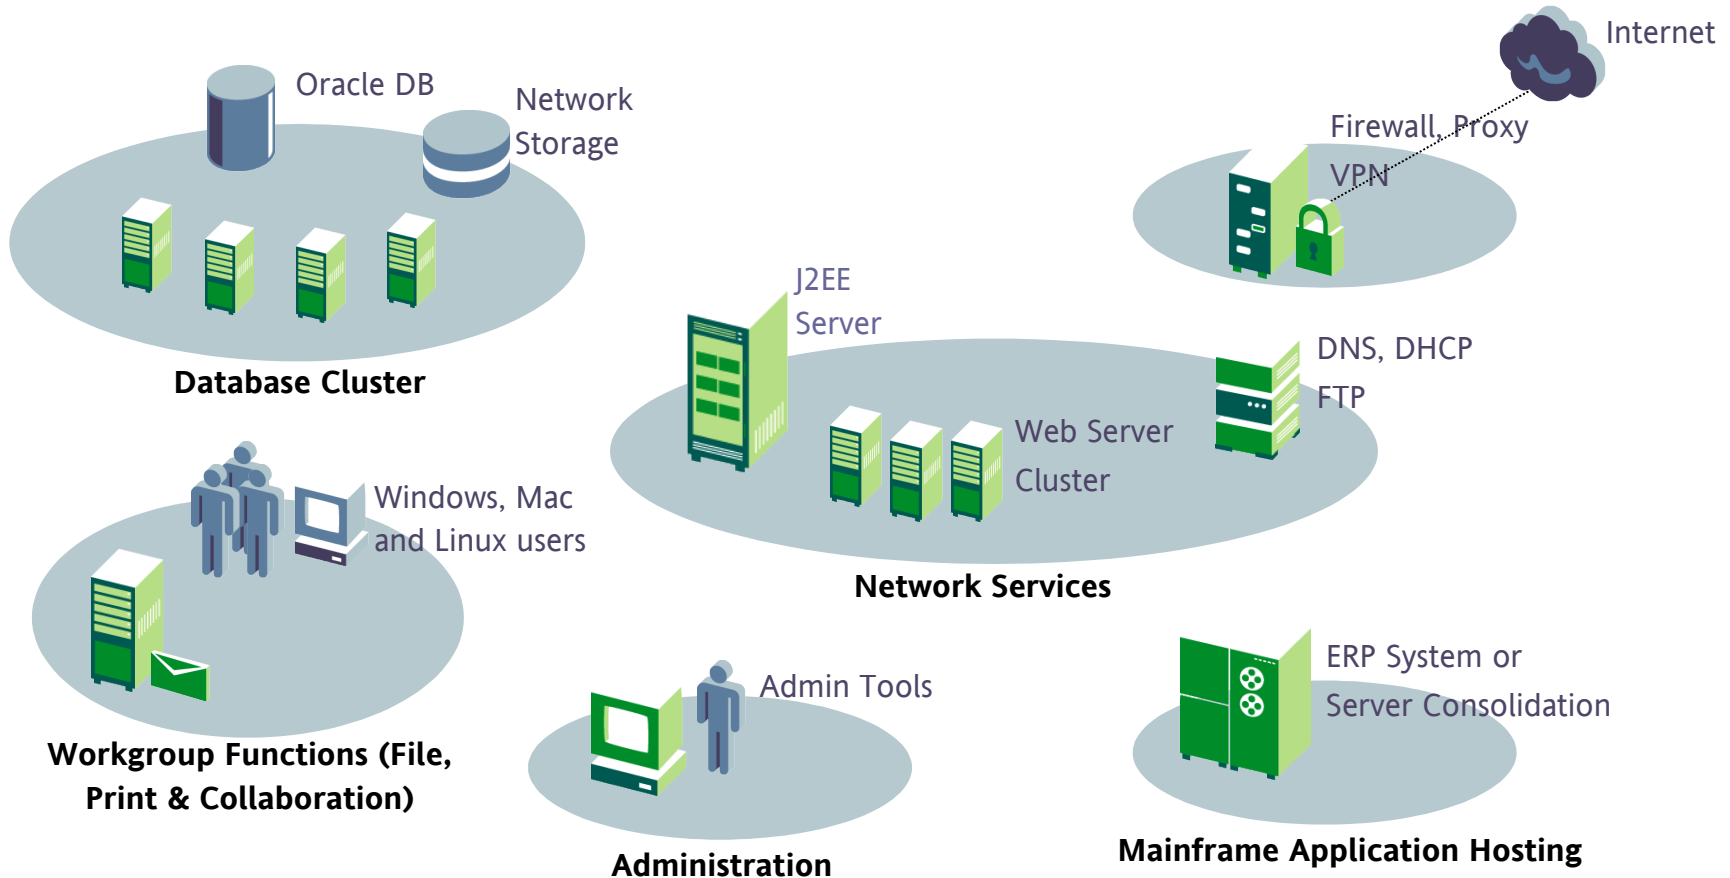 Internet
Oracle DB
Network
Storage
Firewall, Proxy
VPN
J2EE
Server
DNS, DHCP
FTP
Database Cluster
Web Server
Cluster
Windows, Mac
and Linux users
Network Services
Workgroup Functions (File,
Print & Collaboration)
Admin Tools
Administration
ERP System or
Server Consolidation
Mainframe Application Hosting